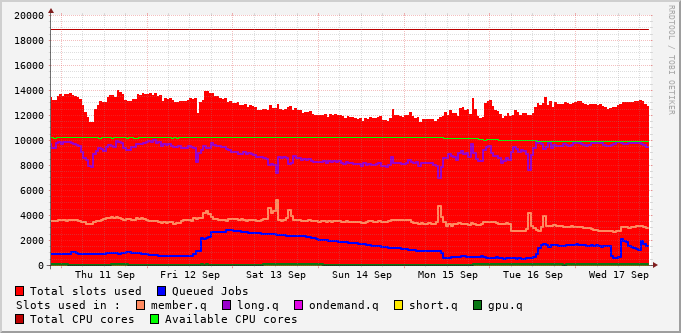 20000
18000
16000
14000
12000
10000
8000
6000
4000
2000
0
Thu 11 Sep Fri 12 Sep Sat 13 Sep Sun 14 Sep Mon 15 Sep Tue 16 Sep Wed 17 Sep
RRDTOOL / TOBI OETIKER
Total slots used Queued Jobs
Slots used in : member.q long.q ondemand.q short.q gpu.q
Total CPU cores Available CPU cores